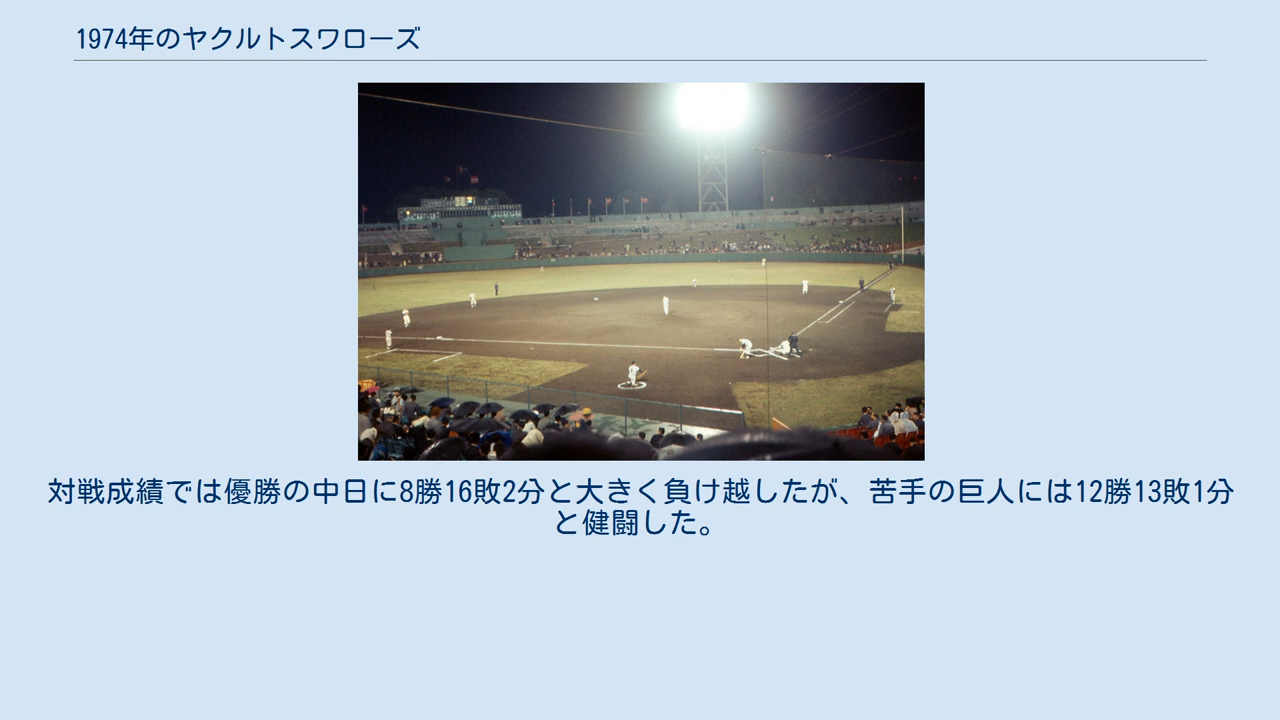 1974年のヤクルトスワローズ
対戦成績では優勝の中日に8勝16敗2分と大きく負け越したが、苦手の巨人には12勝13敗1分
と健闘した。